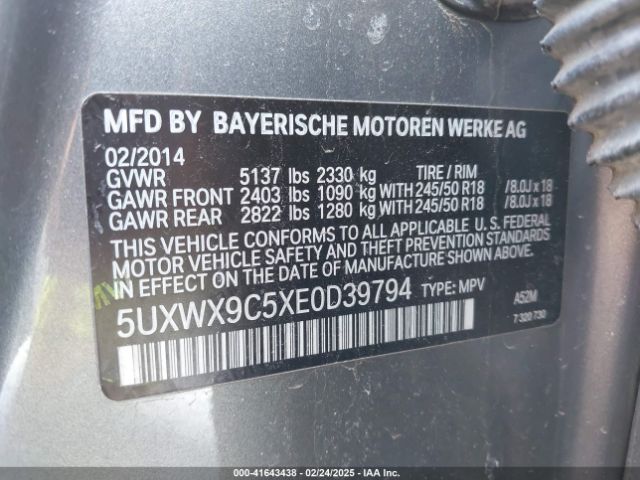 MFD BY BAYERISCHE MOTOREN WERKE AG
02/2014
GVWR 5137 lbs 2330 kg TIRE / RIM
GAWR FRONT 2403 lbs 1090 kg WITH 245/50 R18 /8.0J x 18
GAWR REAR 2822 lbs 1280 kg WITH 245/50 R18 /8.0J x 18
THIS VEHICLE CONFORMS TO ALL APPLICABLE U.S. FEDERAL
MOTOR VEHICLE SAFETY AND THEFT PREVENTION STANDARDS
IN EFFECT ON THE DATE OF MANUFACTURE SHOWN ABOVE.
5UXWX9C5XE0D39794 TYPE: MPV A52M
7 320 730
000-41643438 - 02/24/2025 - IAA Inc.